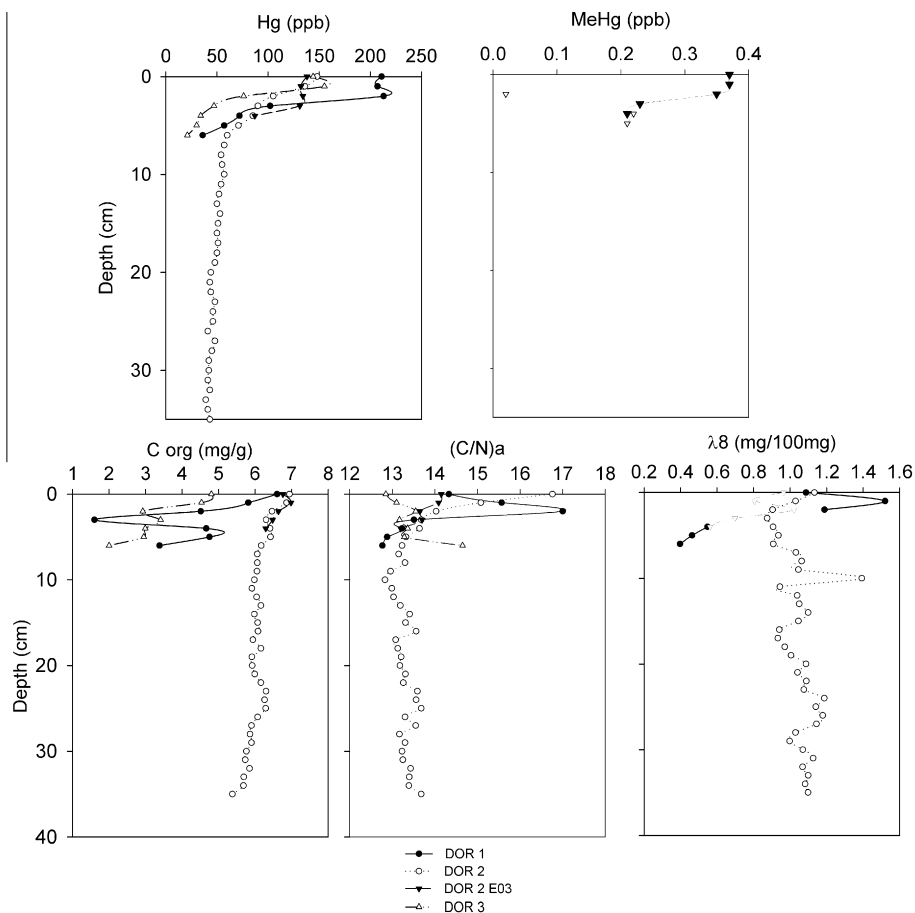 Hg (ppb)
MeHg (ppb)
0 50 100 150 200 250
0.0 0.1 0.2 0.3 0.4
0
10
20
30
Depth (cm)
C org (mg/g)
(C/N)a
λ8 (mg/100mg)
1 2 3 4 5 6 7 8
12 13 14 15 16 17 18
0.2 0.4 0.6 0.8 1.0 1.2 1.4 1.6
0
10
20
30
40
Depth (cm)
DOR 1
DOR 2
DOR 2 E03
DOR 3